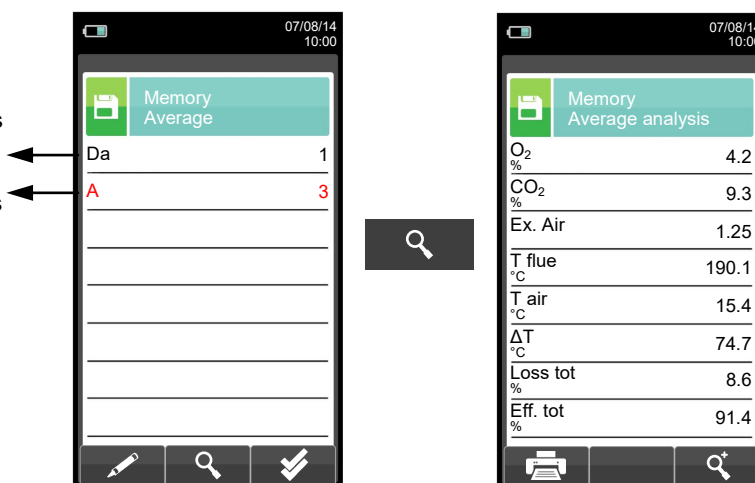 07/08/14
10:00
Memory
Average
s
Da 1
A 3
s
07/08/14
10:00
Memory
Average analysis
O₂
% 4.2
CO₂
% 9.3
Ex. Air 1.25
T flue
°C 190.1
T air
°C 15.4
ΔT
°C 74.7
Loss tot
% 8.6
Eff. tot
% 91.4